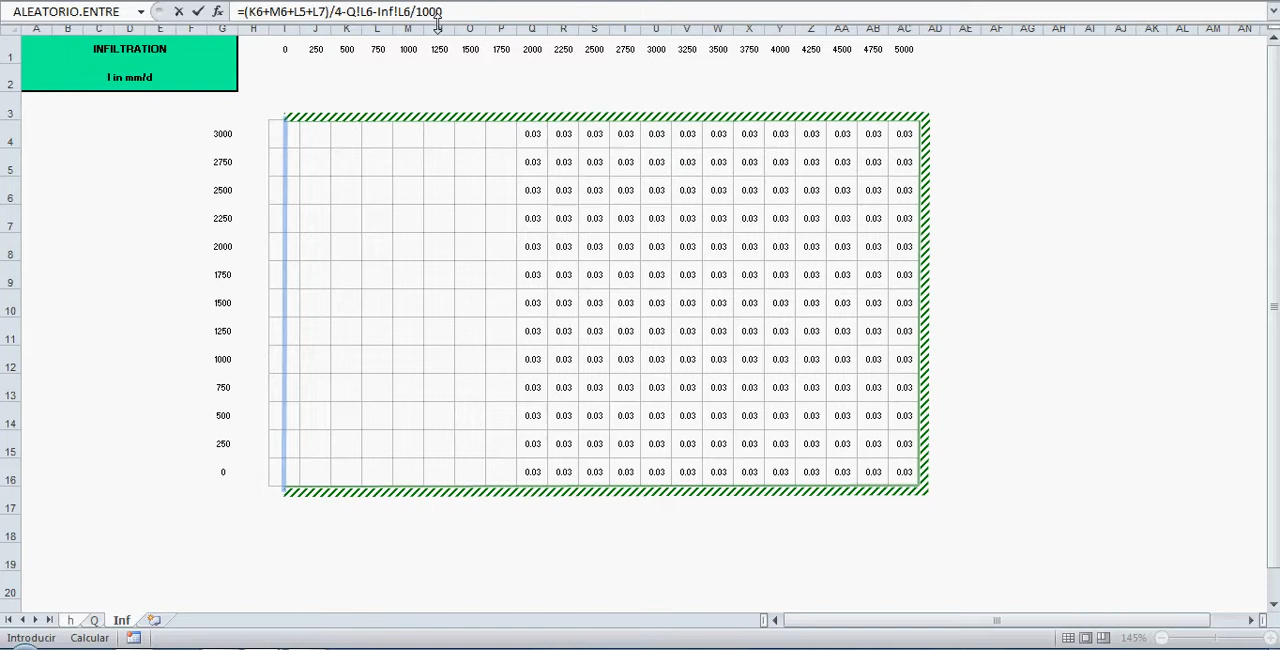 ALEATORIO.ENTRE =(K6+M6+L5+L7)/4-Q!L6-Inf!L6/1000
A B C D E F G H I J K L M N O P Q R S T U V W X Y Z AA AB AC AD AE AF AG AH AI AJ AK AL AM AN
1 INFILTRATION 0 250 500 750 1000 1250 1500 1750 2000 2250 2500 2750 3000 3250 3500 3750 4000 4250 4500 4750 5000
2 I in mm/d
3
4 3000 0.03 0.03 0.03 0.03 0.03 0.03 0.03 0.03 0.03 0.03 0.03 0.03 0.03
5 2750 0.03 0.03 0.03 0.03 0.03 0.03 0.03 0.03 0.03 0.03 0.03 0.03 0.03
6 2500 0.03 0.03 0.03 0.03 0.03 0.03 0.03 0.03 0.03 0.03 0.03 0.03 0.03
7 2250 0.03 0.03 0.03 0.03 0.03 0.03 0.03 0.03 0.03 0.03 0.03 0.03 0.03
8 2000 0.03 0.03 0.03 0.03 0.03 0.03 0.03 0.03 0.03 0.03 0.03 0.03 0.03
9 1750 0.03 0.03 0.03 0.03 0.03 0.03 0.03 0.03 0.03 0.03 0.03 0.03 0.03
10 1500 0.03 0.03 0.03 0.03 0.03 0.03 0.03 0.03 0.03 0.03 0.03 0.03 0.03
11 1250 0.03 0.03 0.03 0.03 0.03 0.03 0.03 0.03 0.03 0.03 0.03 0.03 0.03
12 1000 0.03 0.03 0.03 0.03 0.03 0.03 0.03 0.03 0.03 0.03 0.03 0.03 0.03
13 750 0.03 0.03 0.03 0.03 0.03 0.03 0.03 0.03 0.03 0.03 0.03 0.03 0.03
14 500 0.03 0.03 0.03 0.03 0.03 0.03 0.03 0.03 0.03 0.03 0.03 0.03 0.03
15 250 0.03 0.03 0.03 0.03 0.03 0.03 0.03 0.03 0.03 0.03 0.03 0.03 0.03
16 0 0.03 0.03 0.03 0.03 0.03 0.03 0.03 0.03 0.03 0.03 0.03 0.03 0.03
17
18
19
20
h Q Inf
Introducir Calcular 145%